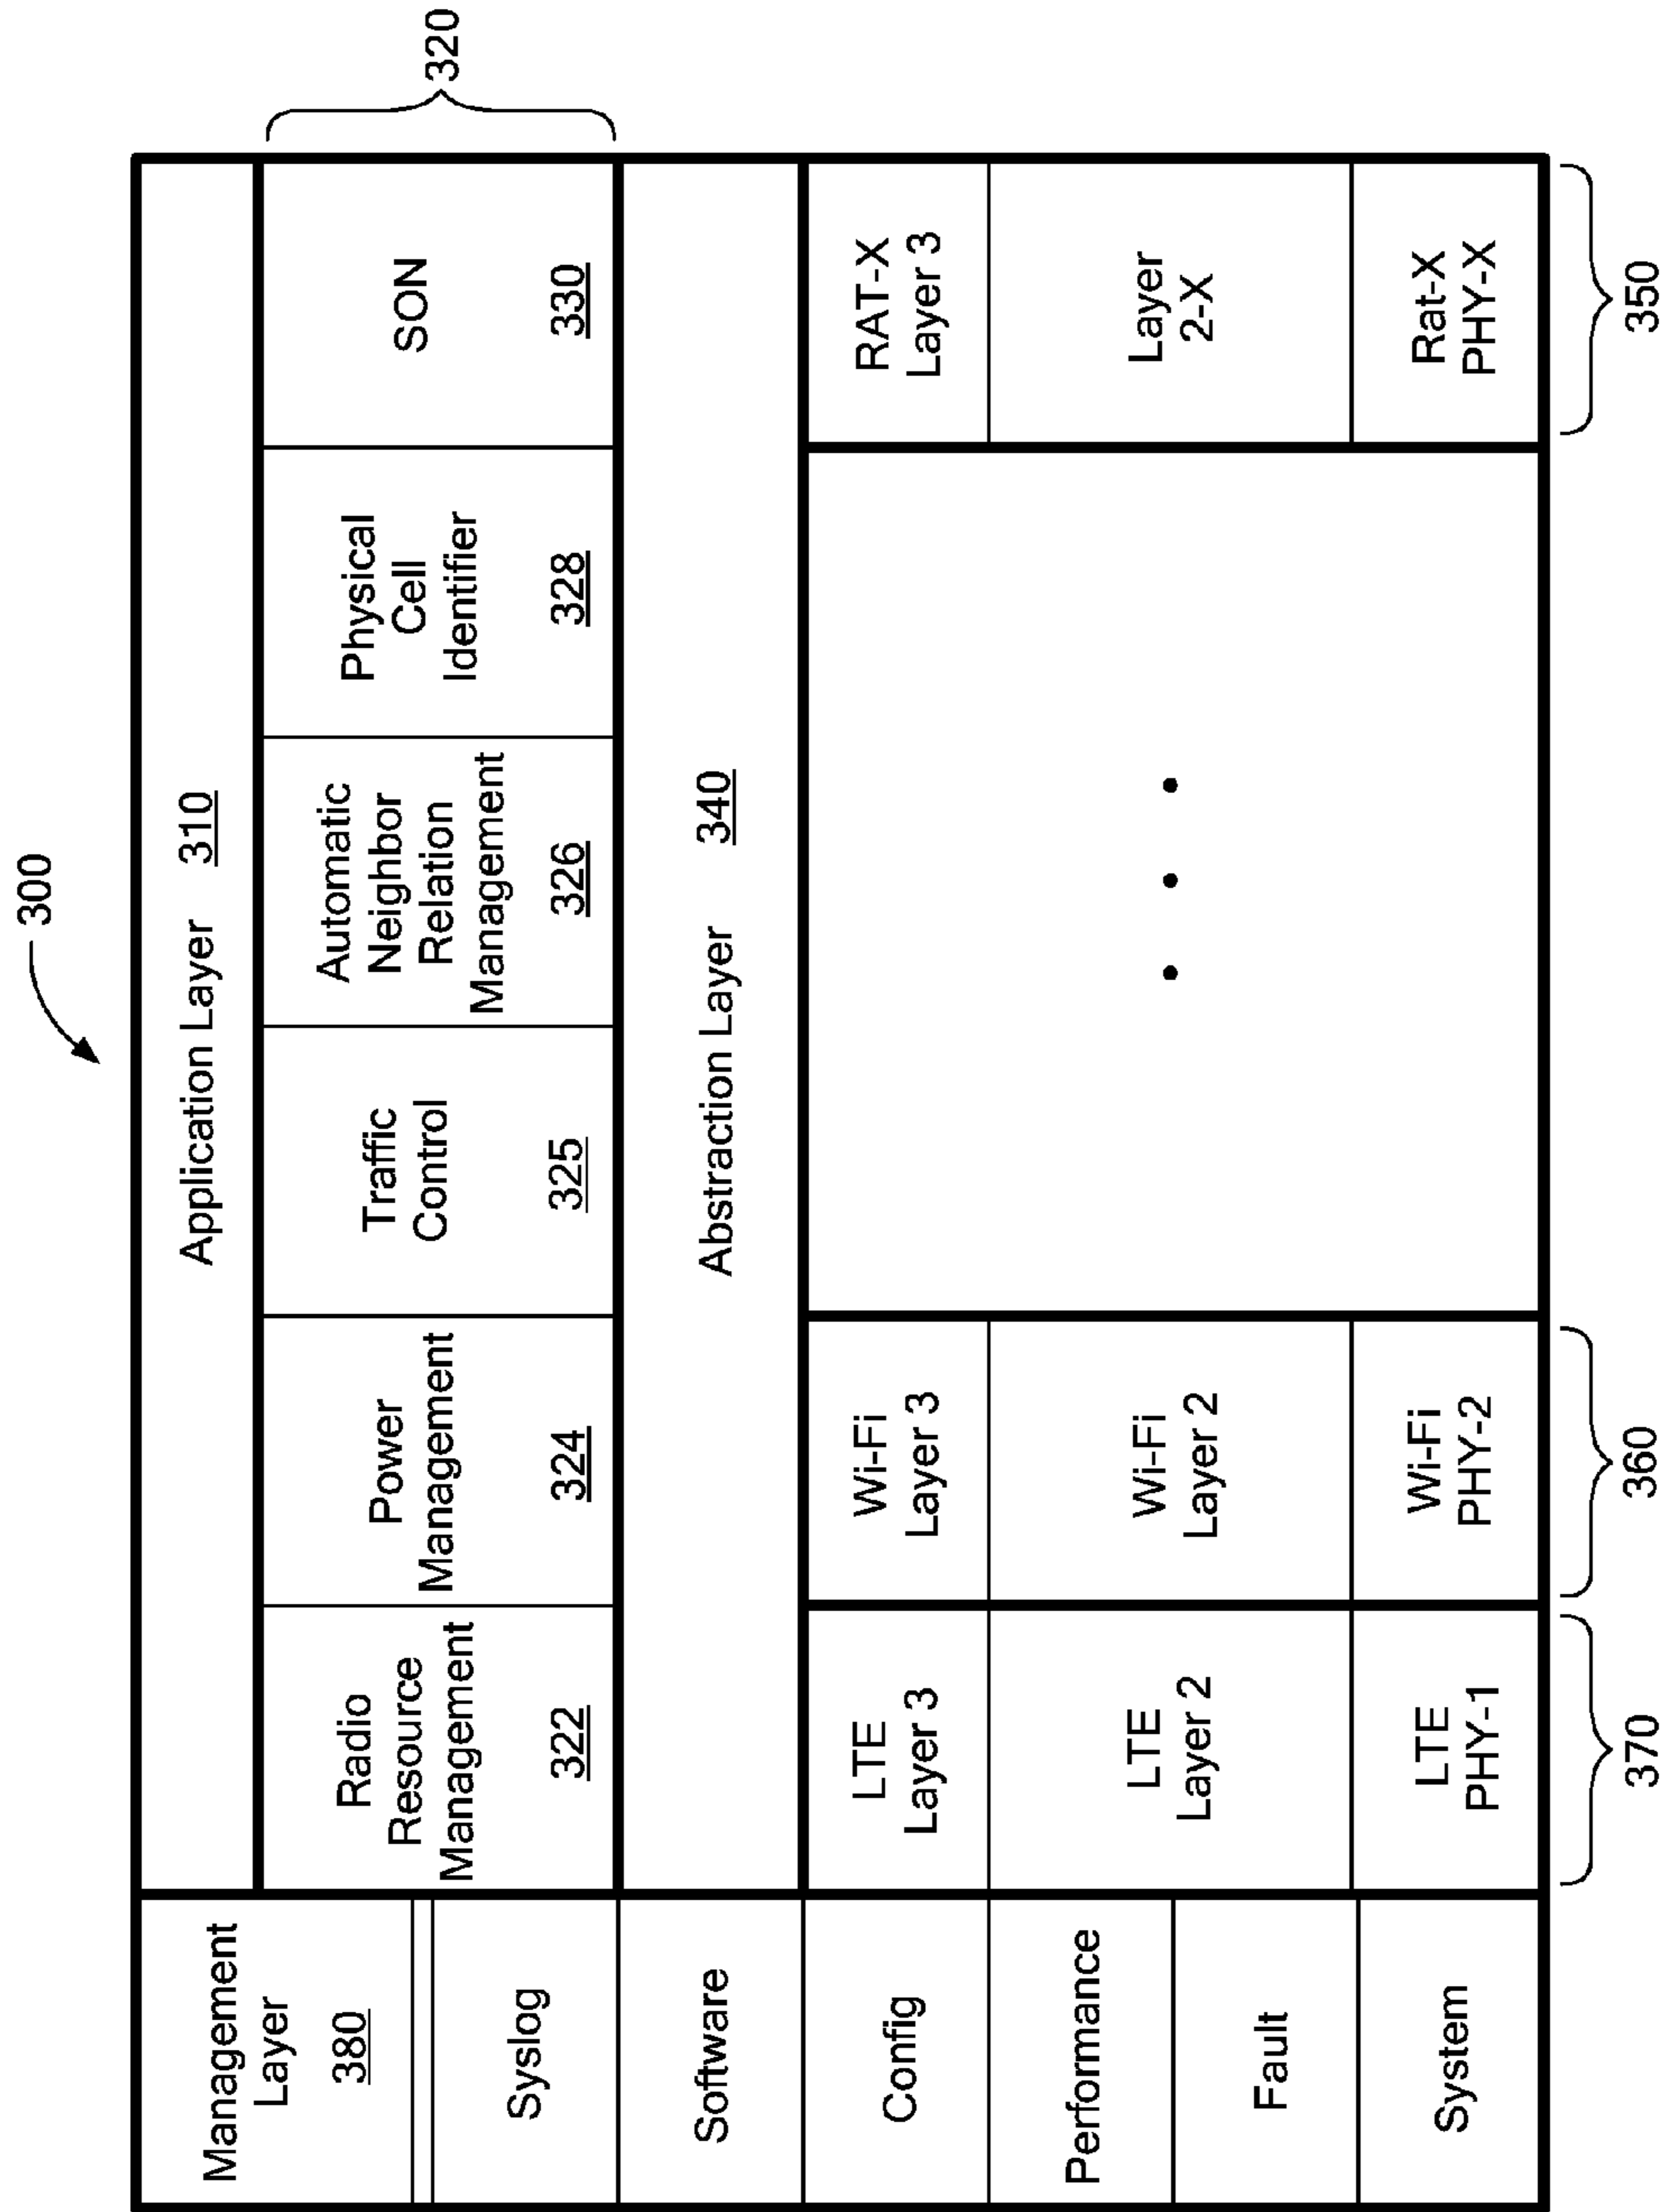 300
Management
Layer
380
Syslog
Software
Config
Performance
Fault
System
Application Layer 310
Radio
Resource
Management
322
Power
Management
324
Traffic
Control
325
Automatic
Neighbor
Relation
Management
326
Physical
Cell
Identifier
328
SON
330
320
Abstraction Layer 340
LTE
Layer 3
LTE
Layer 2
LTE
PHY-1
370
Wi-Fi
Layer 3
Wi-Fi
Layer 2
Wi-Fi
PHY-2
360
• • •
RAT-X
Layer 3
Layer
2-X
Rat-X
PHY-X
350